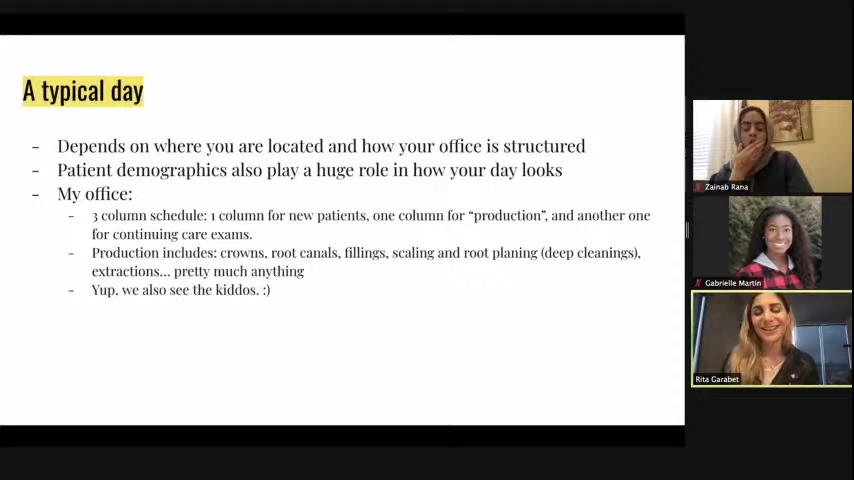 A typical day
- Depends on where you are located and how your office is structured
- Patient demographics also play a huge role in how your day looks
- My office:
- 3 column schedule: 1 column for new patients, one column for “production”, and another one
for continuing care exams.
- Production includes: crowns, root canals, fillings, scaling and root planing (deep cleanings),
extractions... pretty much anything
- Yup, we also see the kiddos. :)
Zainab Rana
Gabrielle Martin
Rita Garabet